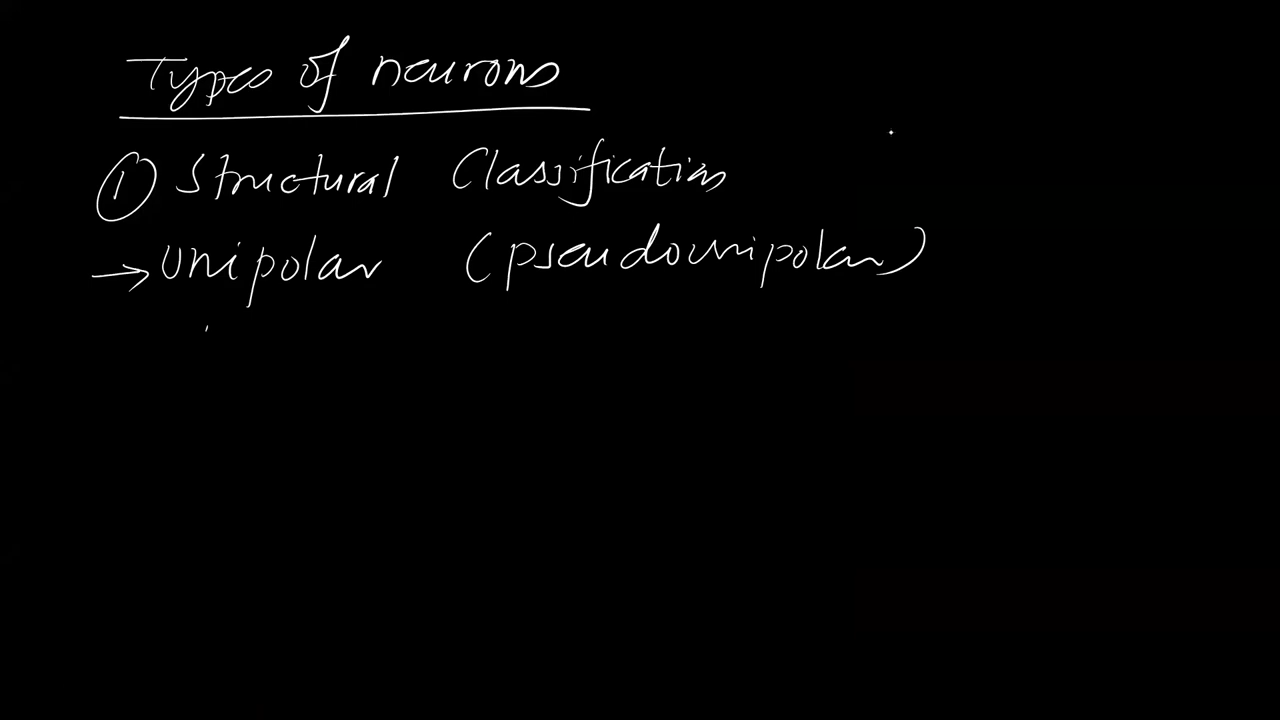 Types of neurons
① Structural Classification
→ Unipolar (pseudounipolar)